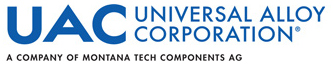 UAC UNIVERSAL ALLOY
CORPORATION®
A COMPANY OF MONTANA TECH COMPONENTS AG